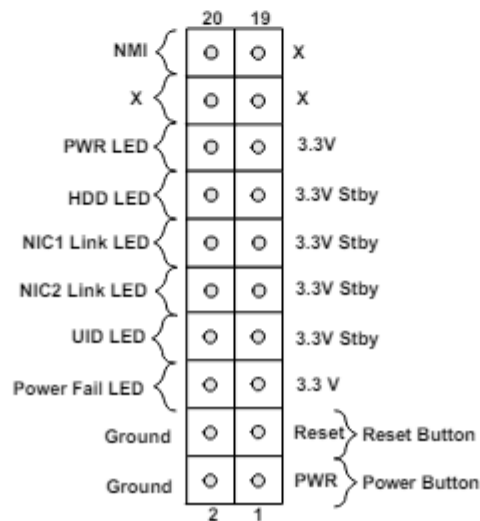 20 19
NMI X
X X
PWR LED 3.3V
HDD LED 3.3V Stby
NIC1 Link LED 3.3V Stby
NIC2 Link LED 3.3V Stby
UID LED 3.3V Stby
Power Fail LED 3.3 V
Ground Reset Reset Button
Ground PWR Power Button
2 1